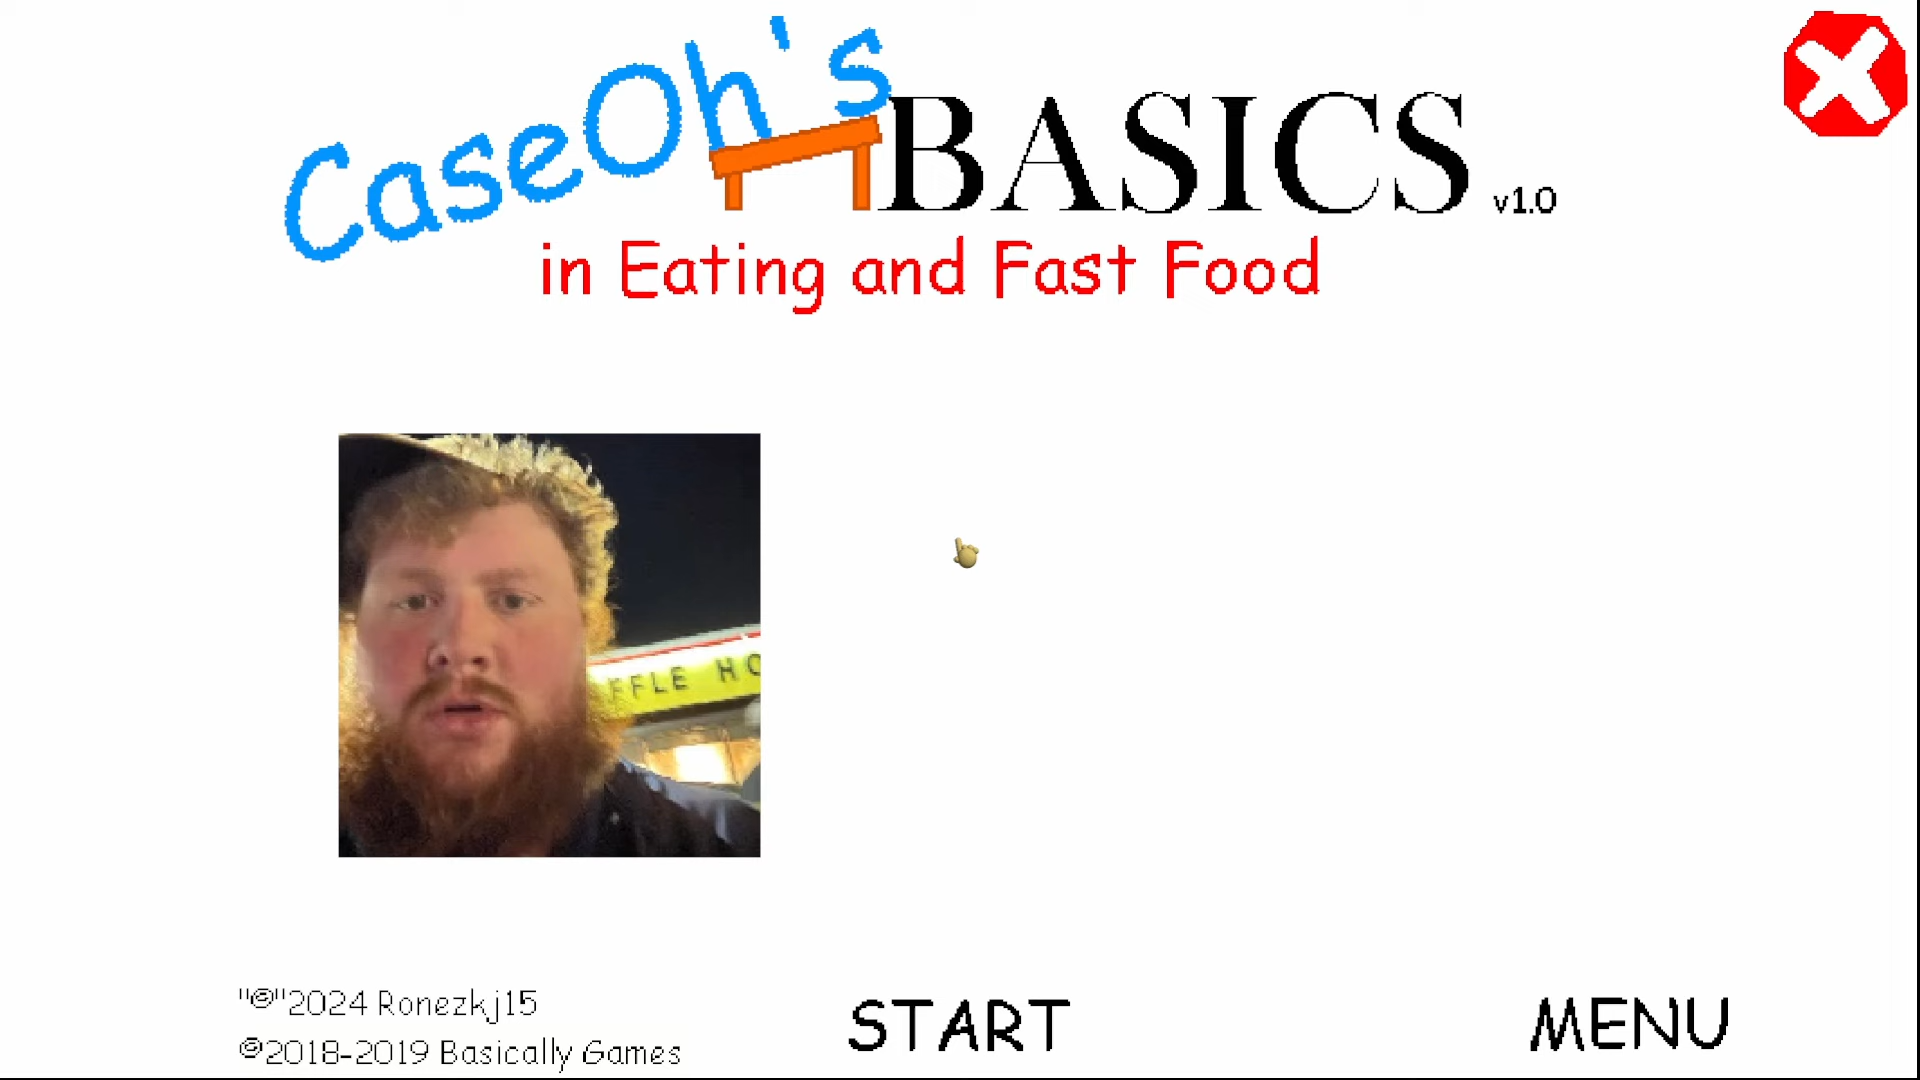 CaseOh's BASICS v1.0
in Eating and Fast Food
FFLE HO
"©"2024 Ronezkj15
©2018-2019 Basically Games
START
MENU